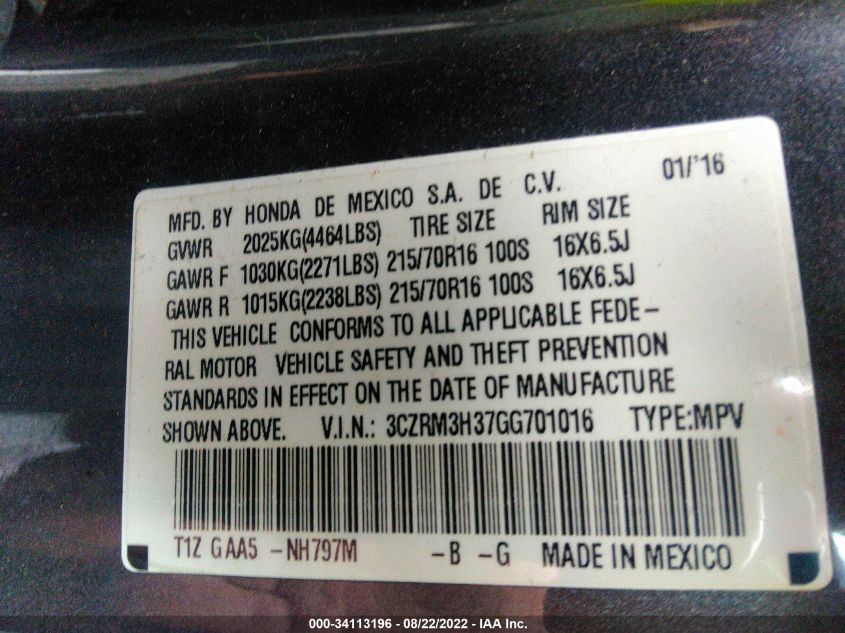 01/'16
MFD. BY HONDA DE MEXICO S.A. DE C.V.
GVWR 2025KG(4464LBS) TIRE SIZE RIM SIZE
GAWR F 1030KG(2271LBS) 215/70R16 100S 16X6.5J
GAWR R 1015KG(2238LBS) 215/70R16 100S 16X6.5J
THIS VEHICLE CONFORMS TO ALL APPLICABLE FEDE-
RAL MOTOR VEHICLE SAFETY AND THEFT PREVENTION
STANDARDS IN EFFECT ON THE DATE OF MANUFACTURE
SHOWN ABOVE. V.I.N.: 3CZRM3H37GG701016 TYPE:MPV
T1Z GAA5 -NH797M -B -G MADE IN MEXICO
000-34113196 - 08/22/2022 - IAA Inc.